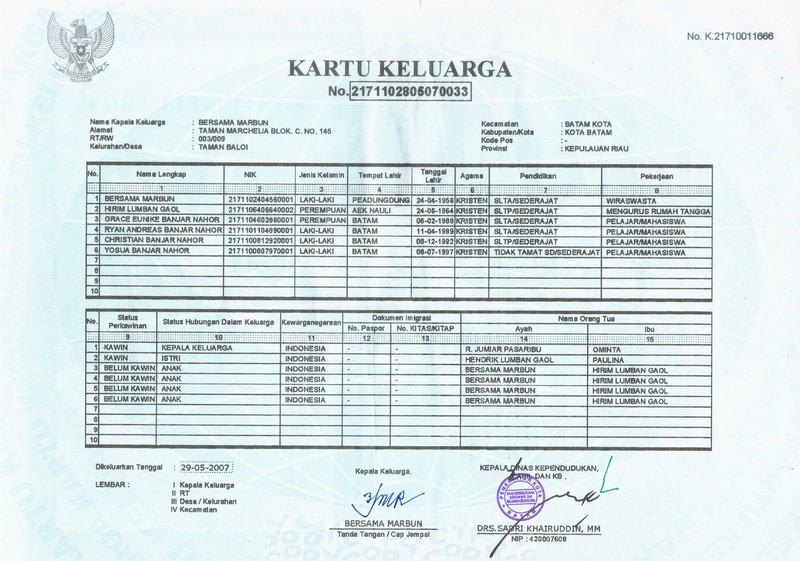 No. K.21710011666
KARTU KELUARGA
No. 2171102805070033
Nama Kepala Keluarga : BERSAMA MARBUN
Alamat : TAMAN MARCHELIA BLOK. C. NO. 145
RT/RW : 003/009
Kelurahan/Desa : TAMAN BALOI
Kecamatan : BATAM KOTA
Kabupaten/Kota : KOTA BATAM
Kode Pos : -
Provinsi : KEPULAUAN RIAU
No. Nama Lengkap NIK Jenis Kelamin Tempat Lahir Tanggal Lahir Agama Pendidikan Pekerjaan
1 2 3 4 5 6 7 8
1 BERSAMA MARBUN 2171102404560001 LAKI-LAKI PEADUNGDUNG 24-04-1956 KRISTEN SLTA/SEDERAJAT WIRASWASTA
2 HIRIM LUMBAN GAOL 2171106406640002 PEREMPUAN AEK NAULI 24-06-1964 KRISTEN SLTP/SEDERAJAT MENGURUS RUMAH TANGGA
3 GRACE EUNIKE BANJAR NAHOR 2171104602880001 PEREMPUAN BATAM 06-02-1988 KRISTEN SLTA/SEDERAJAT PELAJAR/MAHASISWA
4 RYAN ANDREAS BANJAR NAHOR 2171101104890001 LAKI-LAKI BATAM 11-04-1989 KRISTEN SLTA/SEDERAJAT PELAJAR/MAHASISWA
5 CHRISTIAN BANJAR NAHOR 2171100812920001 LAKI-LAKI BATAM 08-12-1992 KRISTEN SLTP/SEDERAJAT PELAJAR/MAHASISWA
6 YOSUA BANJAR NAHOR 2171100807970001 LAKI-LAKI BATAM 08-07-1997 KRISTEN TIDAK TAMAT SD/SEDERAJAT PELAJAR/MAHASISWA
7
8
9
10
No. Status Perkawinan Status Hubungan Dalam Keluarga Kewarganegaraan Dokumen Imigrasi Nama Orang Tua
No. Paspor No. KITAS/KITAP Ayah Ibu
9 10 11 12 13 14 15
1 KAWIN KEPALA KELUARGA INDONESIA - - R. JUMIAR PASARIBU OMINTA
2 KAWIN ISTRI INDONESIA - - HENDRIK LUMBAN GAOL PAULINA
3 BELUM KAWIN ANAK INDONESIA - - BERSAMA MARBUN HIRIM LUMBAN GAOL
4 BELUM KAWIN ANAK INDONESIA - - BERSAMA MARBUN HIRIM LUMBAN GAOL
5 BELUM KAWIN ANAK INDONESIA - - BERSAMA MARBUN HIRIM LUMBAN GAOL
6 BELUM KAWIN ANAK INDONESIA - - BERSAMA MARBUN HIRIM LUMBAN GAOL
7
8
9
10
Dikeluarkan Tanggal : 29-05-2007
LEMBAR : I Kepala Keluarga
II RT
III Desa / Kelurahan
IV Kecamatan
Kepala Keluarga,
BERSAMA MARBUN
Tanda Tangan / Cap Jempol
KEPALA DINAS KEPENDUDUKAN,
DAN KB,
DRS. SADRI KHAIRUDDIN, MM
NIP : 420007608